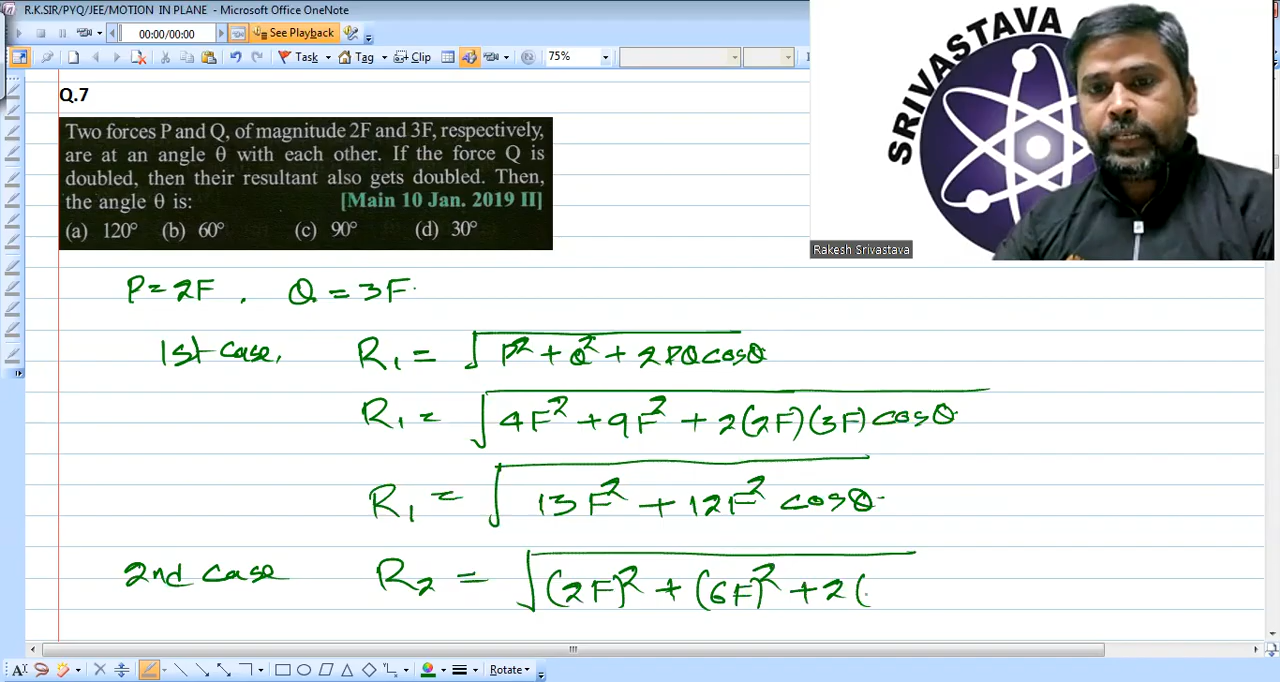 R.K.SIR/PYQ/JEE/MOTION IN PLANE - Microsoft Office OneNote
00:00/00:00
See Playback
Task
Tag
Clip
75%
SRIVASTAVA
Rakesh Srivastava
Q.7
Two forces P and Q, of magnitude 2F and 3F, respectively,
are at an angle θ with each other. If the force Q is
doubled, then their resultant also gets doubled. Then,
the angle θ is: [Main 10 Jan. 2019 II]
(a) 120° (b) 60° (c) 90° (d) 30°
P = 2F , Q = 3F.
1st case, R₁ = √(P² + Q² + 2PQ cosθ
R₁ = √(4F² + 9F² + 2(2F)(3F) cosθ
R₁ = √(13F² + 12F² cosθ
2nd case R₂ = √((2F)² + (6F)² + 2(
Rotate